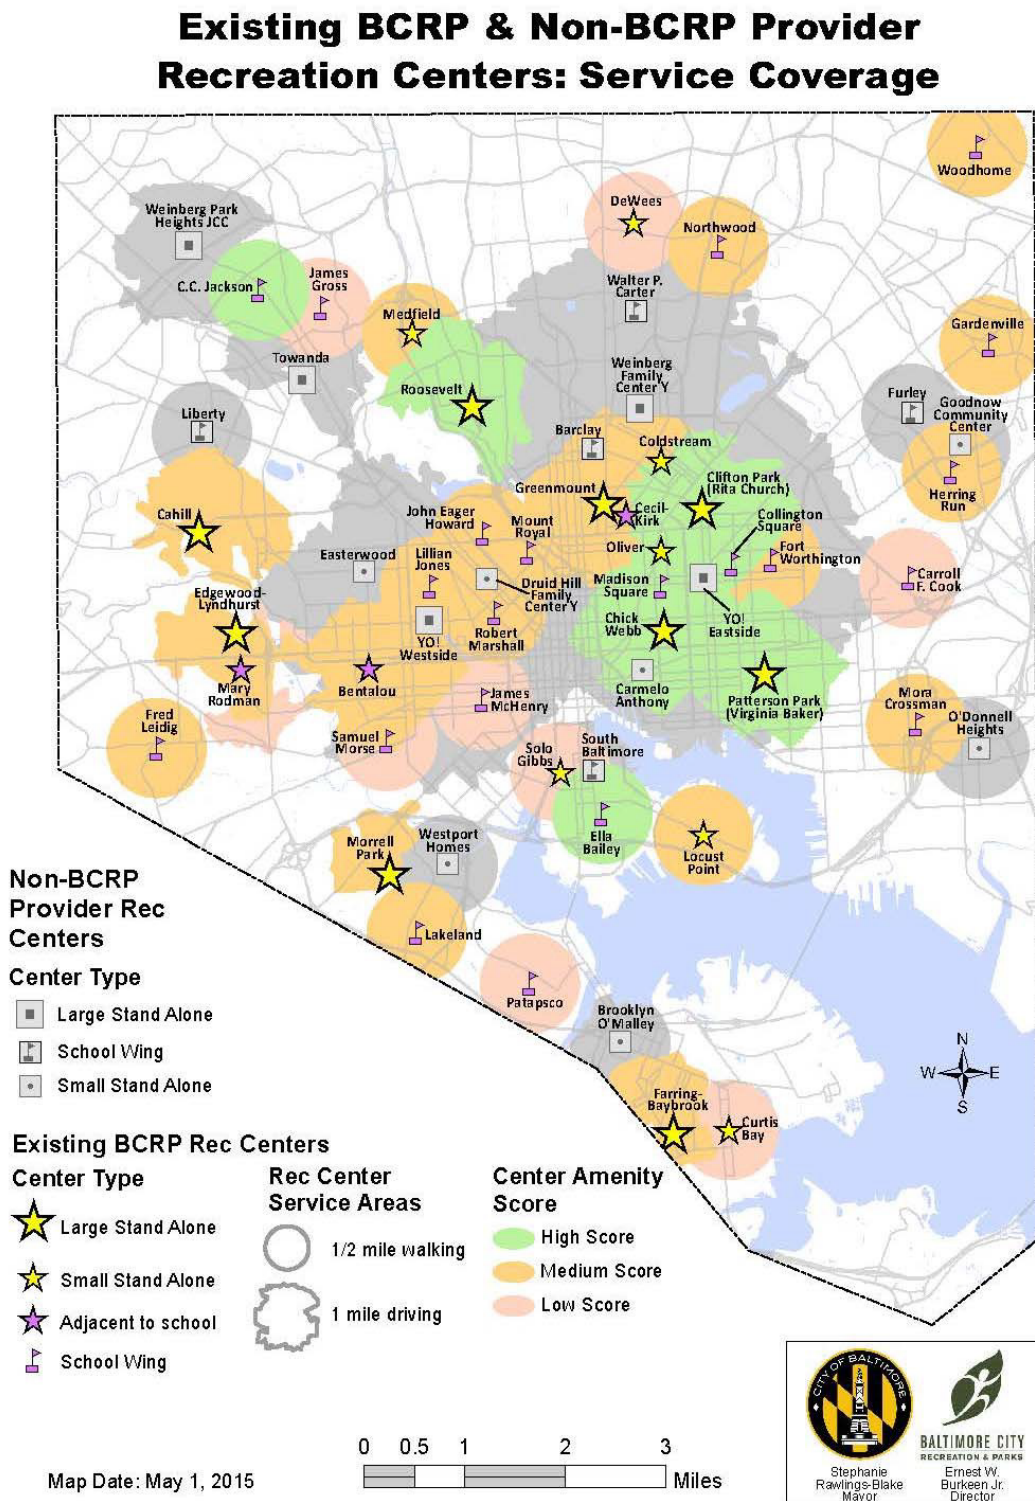 Existing BCRP & Non-BCRP Provider
Recreation Centers: Service Coverage
Woodhome
DeWees
Northwood
Weinberg Park
Heights JCC
C.C. Jackson
James
Gross
Walter P.
Carter
Medfield
Gardenville
Towanda
Weinberg
Family
Center Y
Roosevelt
Furley
Goodnow
Community
Center
Liberty
Barclay
Coldstream
Clifton Park
(Rita Church)
Herring
Run
Greenmount
Cecil-
Kirk
Collington
Square
Cahill
John Eager
Howard
Mount
Royal
Oliver
Fort
Worthington
Easterwood
Lillian
Jones
Druid Hill
Family
Center Y
Madison
Square
Carroll
F. Cook
Edgewood-
Lyndhurst
YO!
Westside
Robert
Marshall
Chick
Webb
YO!
Eastside
Mary
Rodman
Bentalou
James
McHenry
Carmelo
Anthony
Patterson Park
(Virginia Baker)
Mora
Crossman
O'Donnell
Heights
Fred
Leidig
Samuel
Morse
Solo
Gibbs
South
Baltimore
Ella
Bailey
Locust
Point
Morrell
Park
Westport
Homes
Lakeland
Patapsco
Brooklyn
O'Malley
Farring-
Baybrook
Curtis
Bay
N
W
E
S
Non-BCRP
Provider Rec
Centers
Center Type
Large Stand Alone
School Wing
Small Stand Alone
Existing BCRP Rec Centers
Center Type
Large Stand Alone
Small Stand Alone
Adjacent to school
School Wing
Rec Center
Service Areas
1/2 mile walking
1 mile driving
Center Amenity
Score
High Score
Medium Score
Low Score
Map Date: May 1, 2015
0 0.5 1 2 3
Miles
CITY OF BALTIMORE
Stephanie
Rawlings-Blake
Mayor
BALTIMORE CITY
RECREATION & PARKS
Ernest W.
Burkeen Jr.
Director